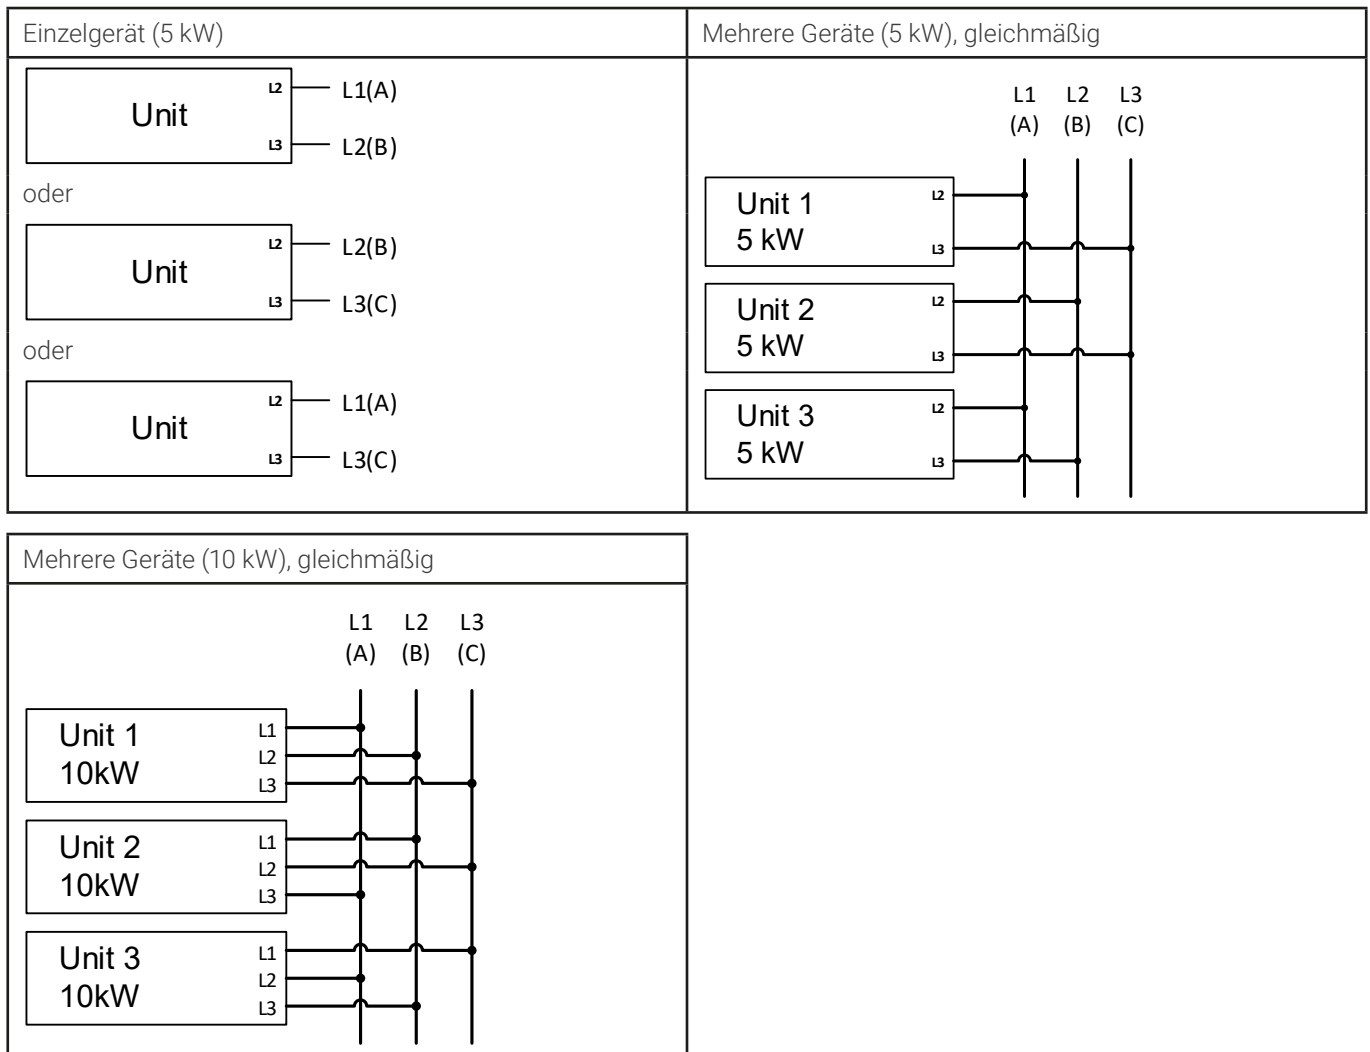 Einzelgerät (5 kW)
Unit
L2
L1(A)
L3
L2(B)
oder
Unit
L2
L2(B)
L3
L3(C)
oder
Unit
L2
L1(A)
L3
L3(C)
Mehrere Geräte (5 kW), gleichmäßig
L1 L2 L3
(A) (B) (C)
Unit 1
5 kW
L2
L3
Unit 2
5 kW
L2
L3
Unit 3
5 kW
L2
L3
Mehrere Geräte (10 kW), gleichmäßig
L1 L2 L3
(A) (B) (C)
Unit 1
10kW
L1
L2
L3
Unit 2
10kW
L1
L2
L3
Unit 3
10kW
L1
L2
L3